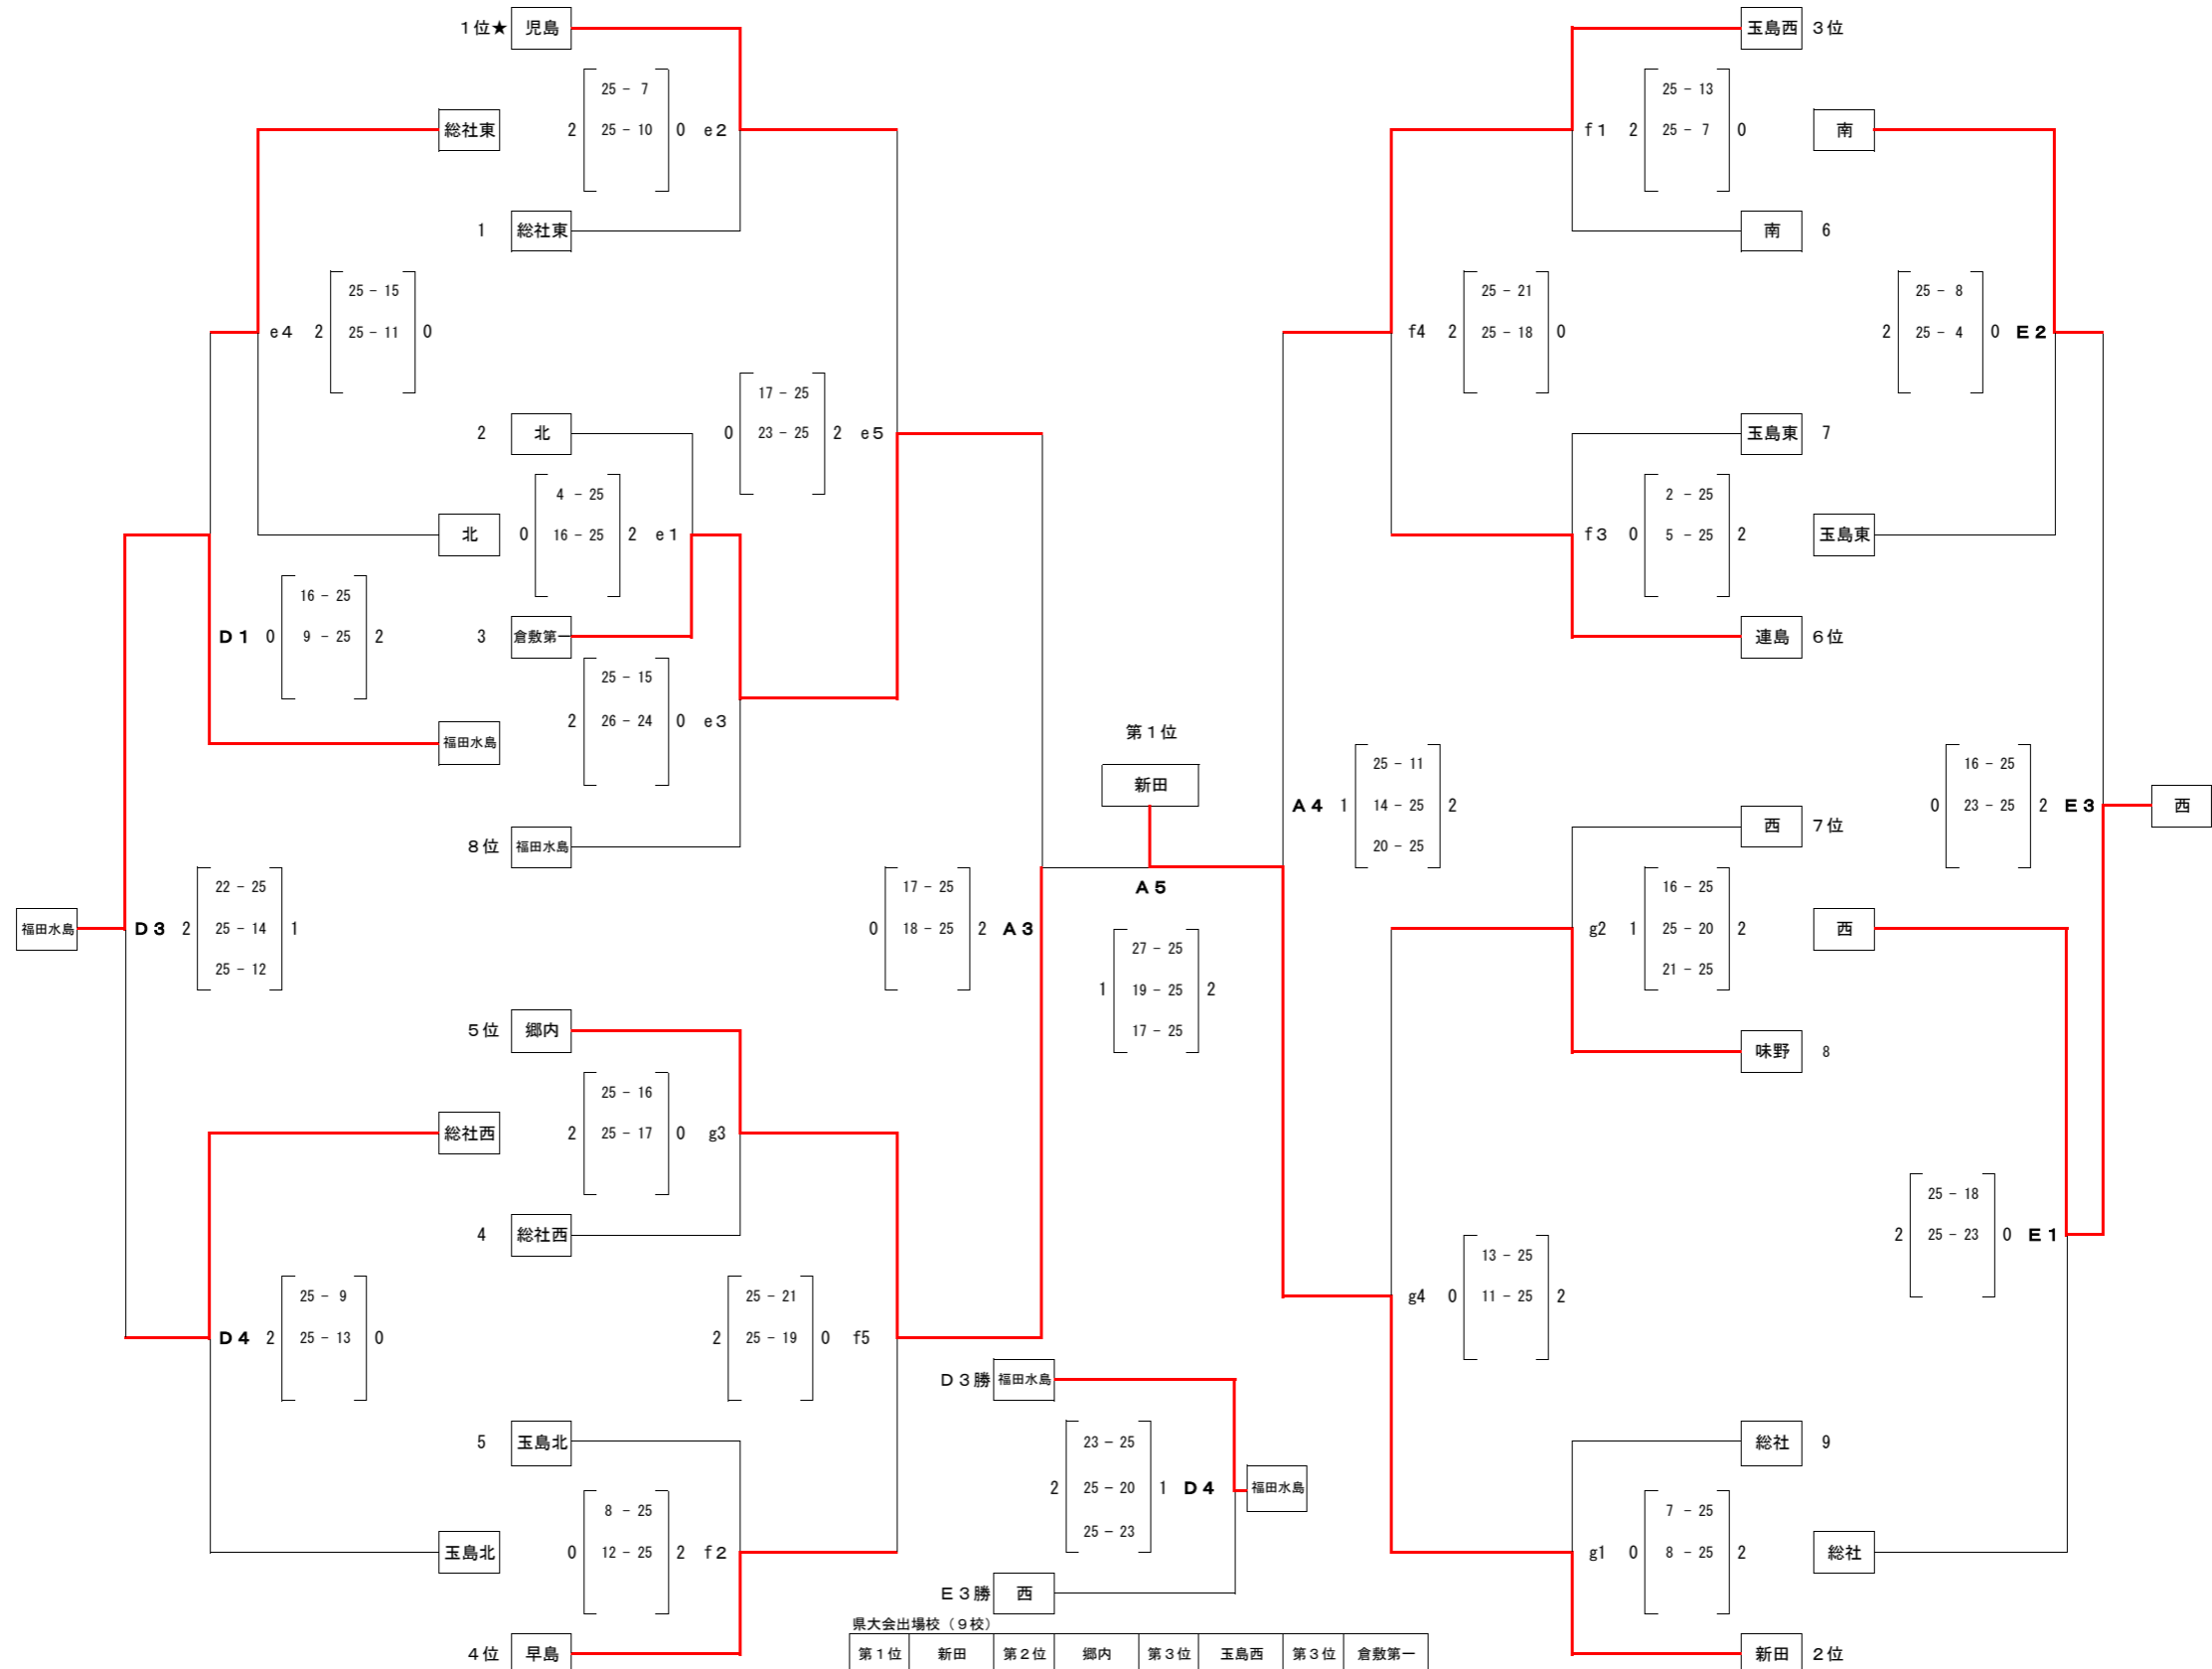 1位★ 児島 玉島西 3位
25 - 7 25 - 13
総社東 2 25 - 10 0 e2 f1 2 25 - 7 0 南
1 総社東 南 6
25 - 15 25 - 21 25 - 8
e4 2 25 - 11 0 f4 2 25 - 18 0 2 25 - 4 0 E2
17 - 25
2 北 0 23 - 25 2 e5 玉島東 7
4 - 25 2 - 25
北 0 16 - 25 2 e1 f3 0 5 - 25 2 玉島東
16 - 25
D1 0 9 - 25 2 3 倉敷第一 連島 6位
25 - 15
2 26 - 24 0 e3
福田水島 第1位
25 - 11 16 - 25
新田 A4 1 14 - 25 2 0 23 - 25 2 E3 西
西 7位
8位 福田水島 20 - 25
22 - 25 17 - 25 A5 16 - 25
福田水島 D3 2 25 - 14 1 0 18 - 25 2 A3 g2 1 25 - 20 2 西
25 - 12 27 - 25 21 - 25
1 19 - 25 2
5位 郷内 17 - 25 味野 8
25 - 16
総社西 2 25 - 17 0 g3
25 - 18
4 総社西 2 25 - 23 0 E1
13 - 25
25 - 9 25 - 21 g4 0 11 - 25 2
D4 2 25 - 13 0 2 25 - 19 0 f5
D3勝 福田水島
5 玉島北 23 - 25 総社 9
2 25 - 20 1 D4 福田水島
8 - 25 25 - 23 7 - 25
玉島北 0 12 - 25 2 f2 g1 0 8 - 25 2 総社
E3勝 西
県大会出場校(9校)
4位 早島 第1位 新田 第2位 郷内 第3位 玉島西 第3位 倉敷第一 新田 2位